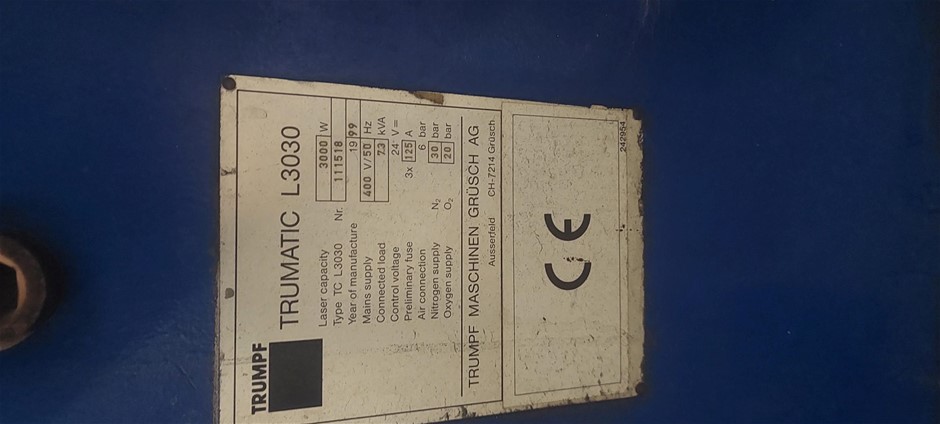 TRUMPF
TRUMATIC L3030
Laser capacity 3000 W
Type TC L3030 Nr. 111518
Year of manufacture 1999
Mains supply 400 V/50 Hz
Connected load 73 kVA
Control voltage 24 V=
Preliminary fuse 3x 125 A
Air connection 6 bar
Nitrogen supply N₂ 30 bar
Oxygen supply O₂ 20 bar
TRUMPF MASCHINEN GRÜSCH AG
Ausserfeld CH-7214 Grüsch
CE
242954